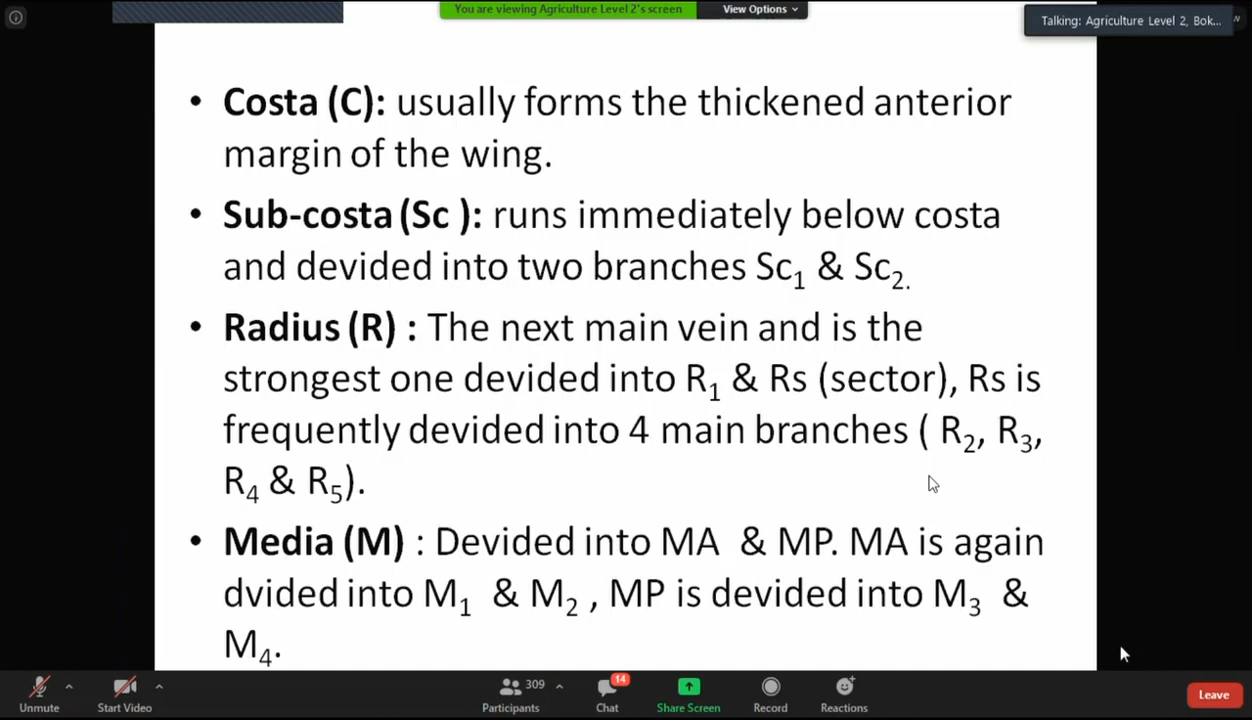 You are viewing Agriculture Level 2's screen
View Options
Talking: Agriculture Level 2, Bok...
• Costa (C): usually forms the thickened anterior
margin of the wing.
• Sub-costa (Sc ): runs immediately below costa
and devided into two branches Sc₁ & Sc₂.
• Radius (R) : The next main vein and is the
strongest one devided into R₁ & Rs (sector), Rs is
frequently devided into 4 main branches ( R₂, R₃,
R₄ & R₅).
• Media (M) : Devided into MA & MP. MA is again
dvided into M₁ & M₂ , MP is devided into M₃ &
M₄.
309
14
Unmute
Start Video
Participants
Chat
Share Screen
Record
Reactions
Leave